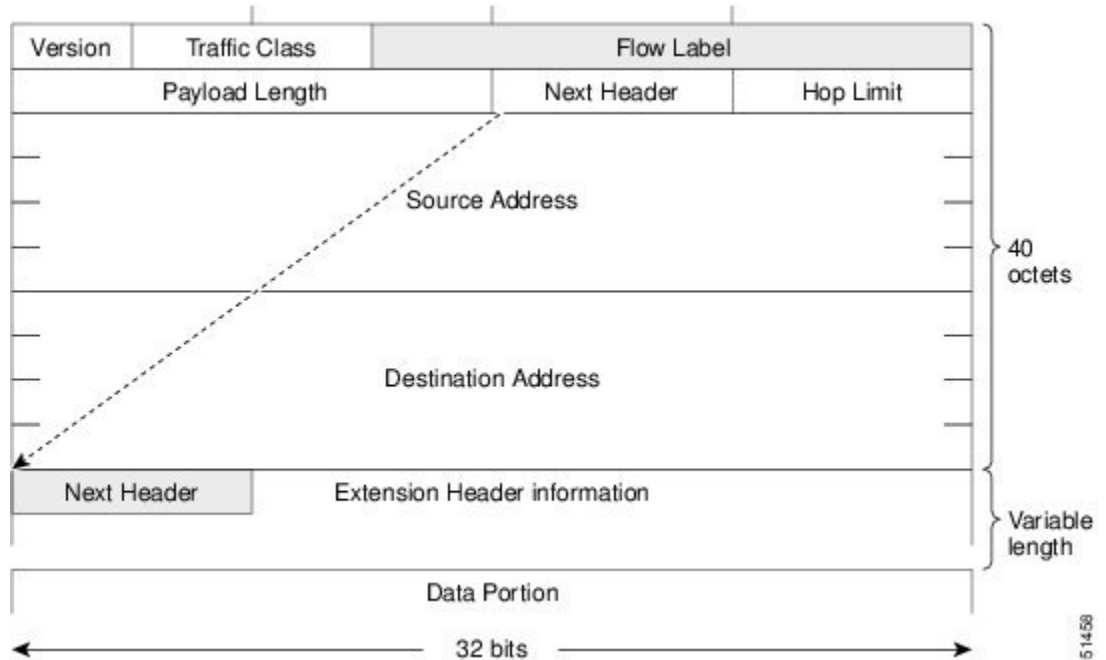 Version Traffic Class Flow Label
Payload Length Next Header Hop Limit
Source Address
40
octets
Destination Address
Next Header Extension Header information
Variable
length
Data Portion
32 bits
51458